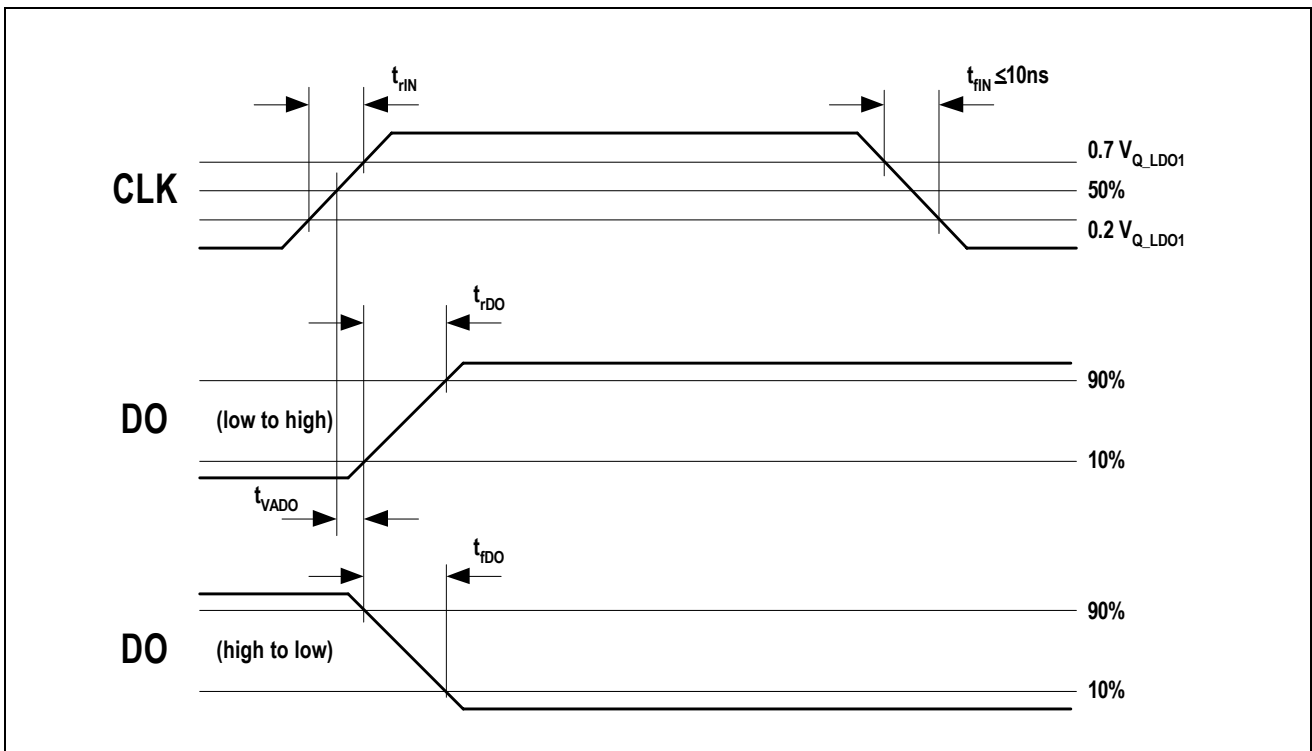 t_rIN
t_fIN ≤10ns
0.7 V_Q_LDO1
CLK
50%
0.2 V_Q_LDO1
t_rDO
90%
DO (low to high)
10%
t_VADO
t_fDO
90%
DO (high to low)
10%